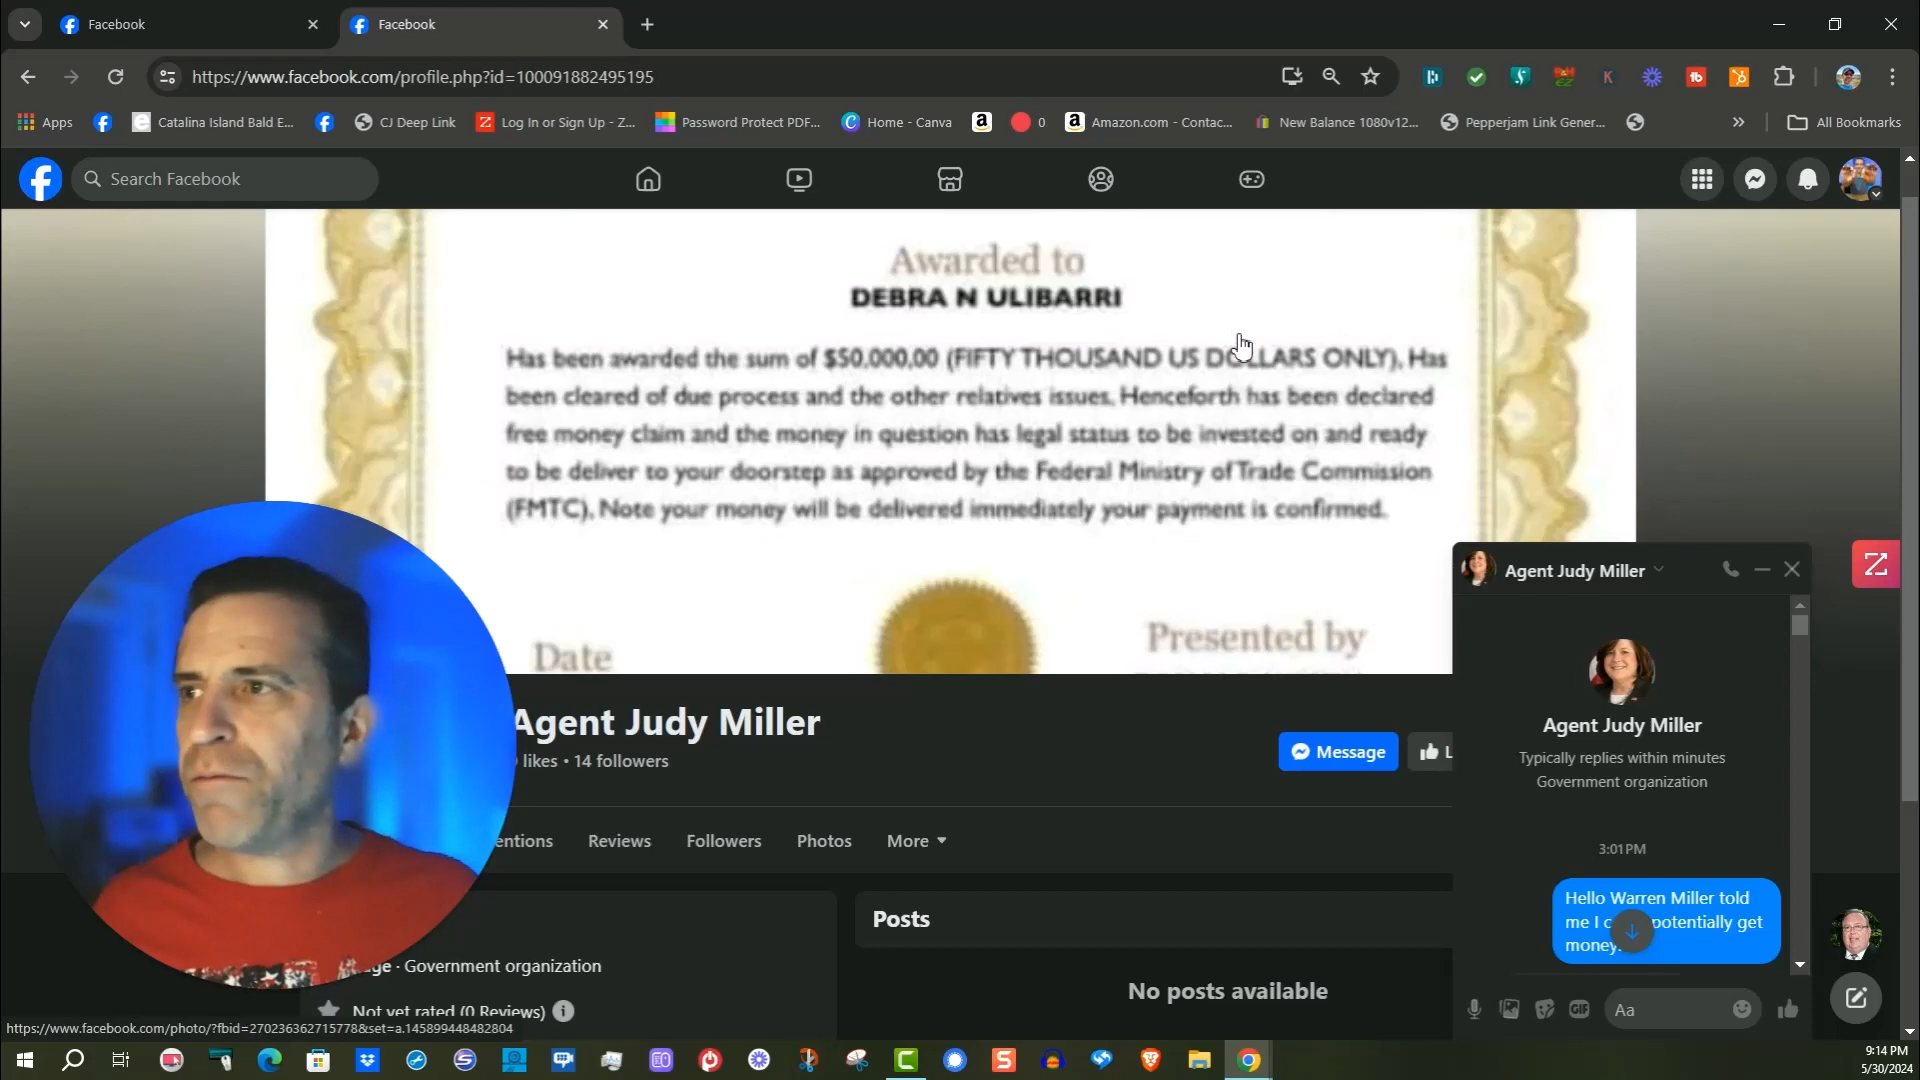 Facebook
Facebook
https://www.facebook.com/profile.php?id=100091882495195
Apps
Catalina Island Bald E...
CJ Deep Link
Log In or Sign Up - Z...
Password Protect PDF...
Home - Canva
0
Amazon.com - Contac...
New Balance 1080v12...
Pepperjam Link Gener...
All Bookmarks
Search Facebook
Awarded to
DEBRA N ULIBARRI
Has been awarded the sum of $50,000,00 (FIFTY THOUSAND US DOLLARS ONLY), Has
been cleared of due process and the other relatives issues. Henceforth has been declared
free money claim and the money in question has legal status to be invested on and ready
to be deliver to your doorstep as approved by the Federal Ministry of Trade Commission
(FMTC), Note your money will be delivered immediately your payment is confirmed.
Date
Presented by
Agent Judy Miller
likes • 14 followers
Message
Reviews
Followers
Photos
More
Government organization
Not yet rated (0 Reviews)
Posts
No posts available
Agent Judy Miller
Agent Judy Miller
Typically replies within minutes
Government organization
3:01 PM
Hello Warren Miller told
me I potentially get
money.
Aa
https://www.facebook.com/photo/?fbid=270236362715778&set=a.145899448482804
9:14 PM
5/30/2024